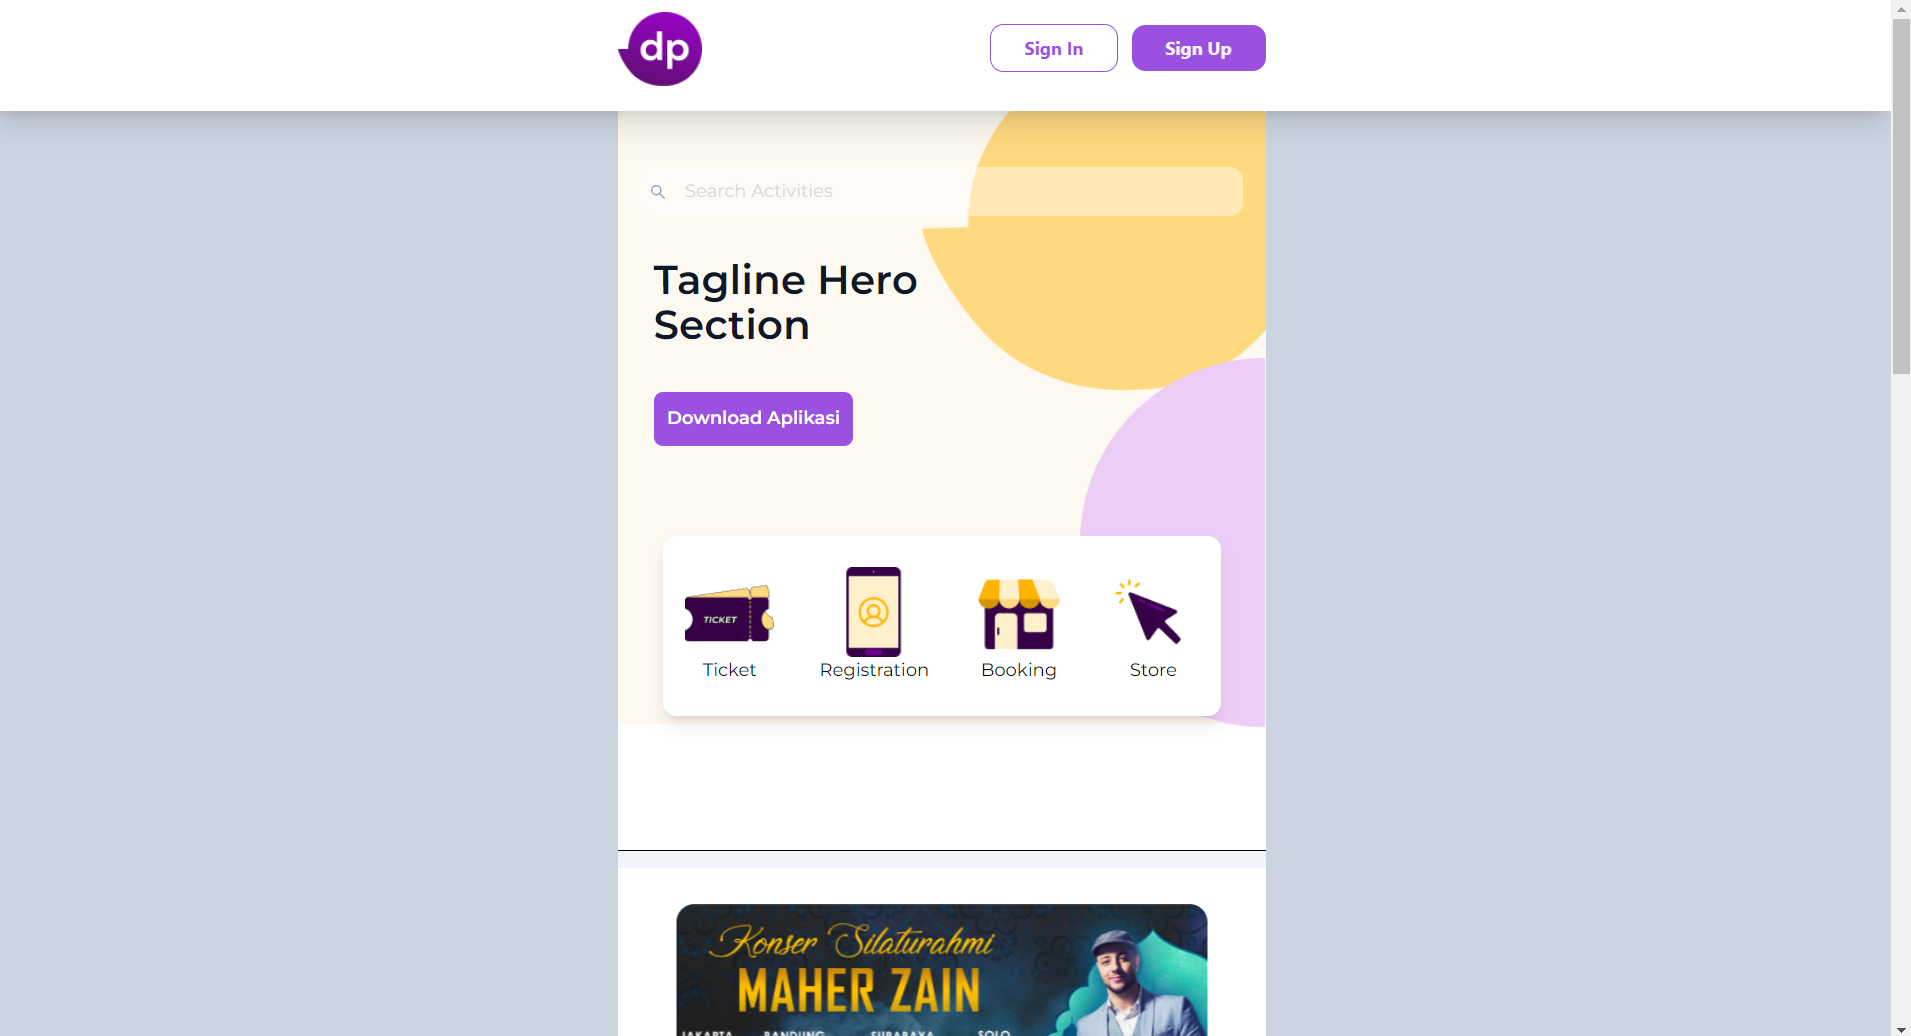 dp
Sign In
Sign Up
Search Activities
Tagline Hero
Section
Download Aplikasi
TICKET
Ticket
Registration
Booking
Store
Konser Silaturahmi
MAHER ZAIN
JAKARTA BANDUNG SURABAYA SOLO